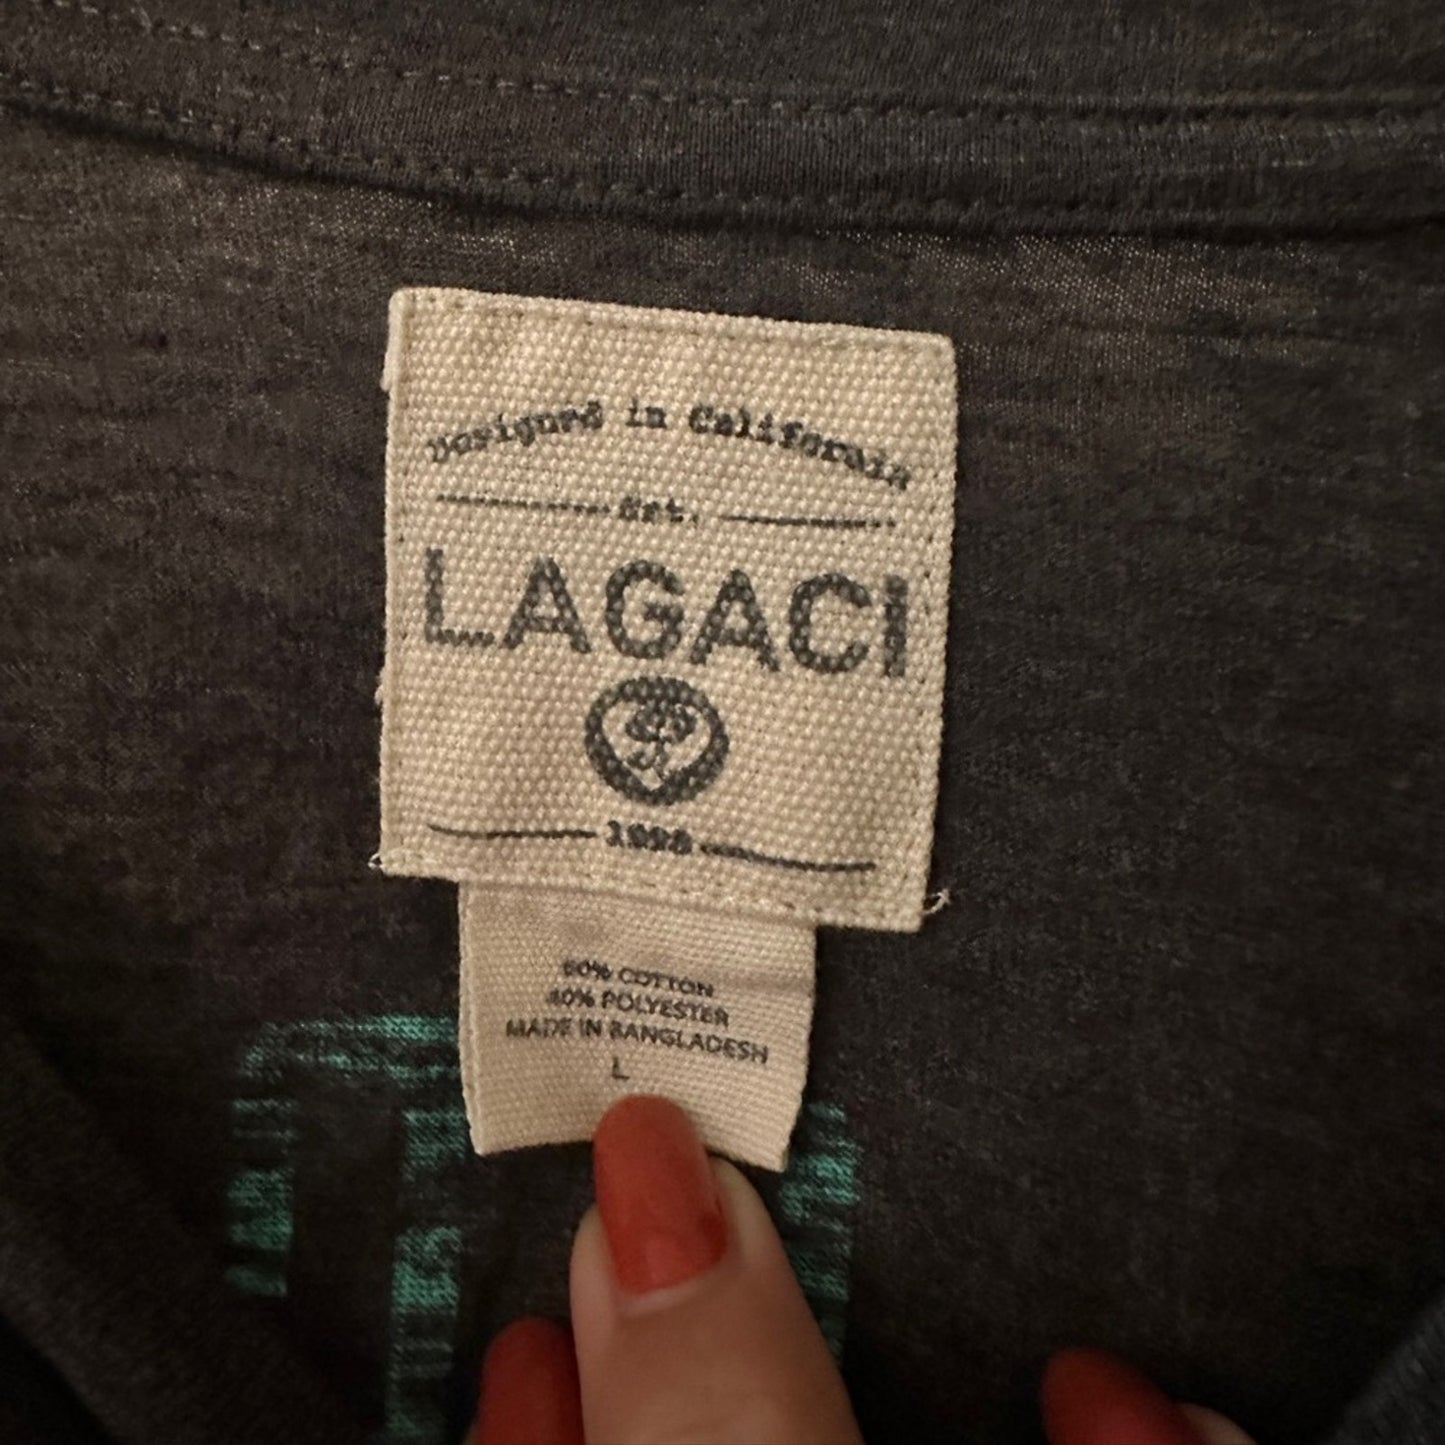 Designed in California
Est.
LAGACI
1998
60% COTTON
40% POLYESTER
MADE IN BANGLADESH
L